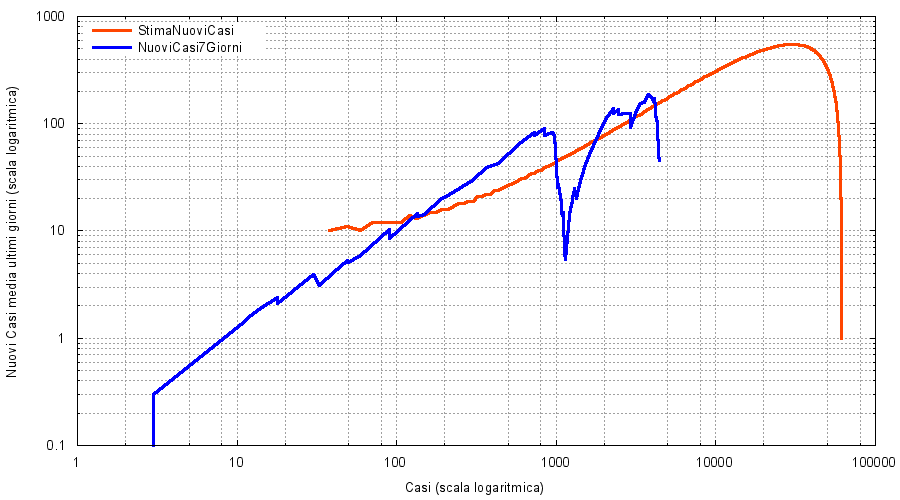 1000
100
10
1
0.1
StimaNuoviCasi
NuoviCasi7Giorni
Nuovi Casi media ultimi giorni (scala logaritmica)
1 10 100 1000 10000 100000
Casi (scala logaritmica)